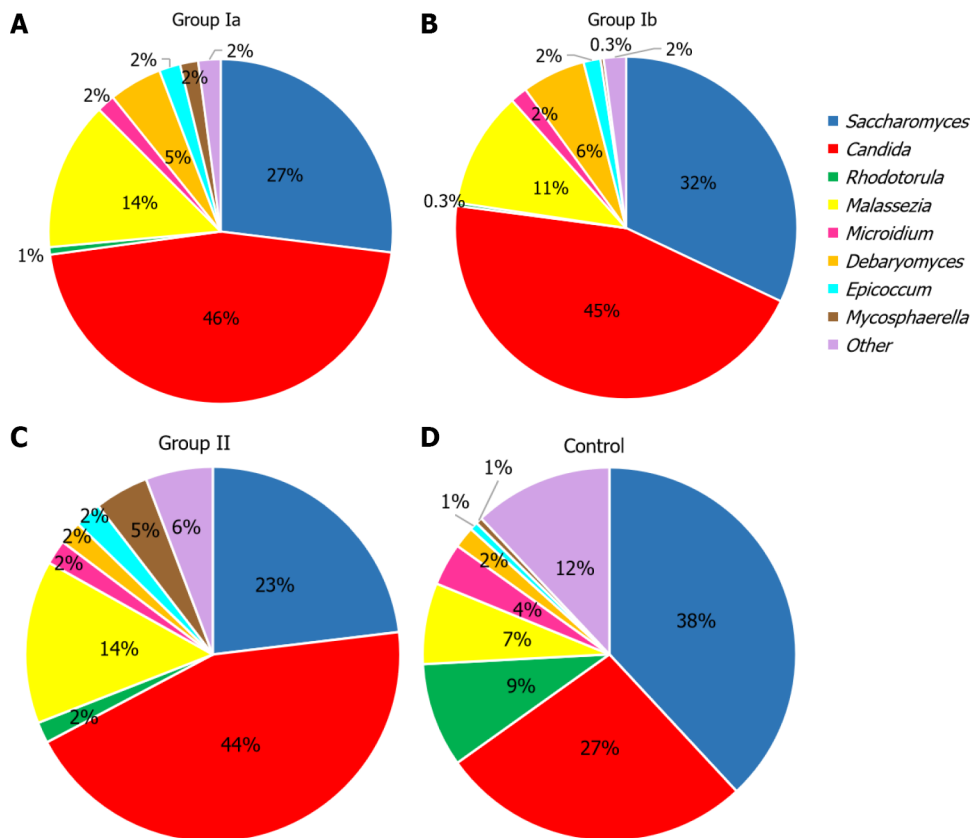 A
Group Ia
2%
2%
2%
2%
5%
27%
14%
1%
46%
B
Group Ib
0.3%
2%
2%
2%
6%
32%
11%
0.3%
45%
Saccharomyces
Candida
Rhodotorula
Malassezia
Microidium
Debaryomyces
Epicoccum
Mycosphaerella
Other
C
Group II
2%
5%
6%
2%
2%
23%
14%
2%
44%
D
Control
1%
1%
12%
2%
4%
38%
7%
9%
27%